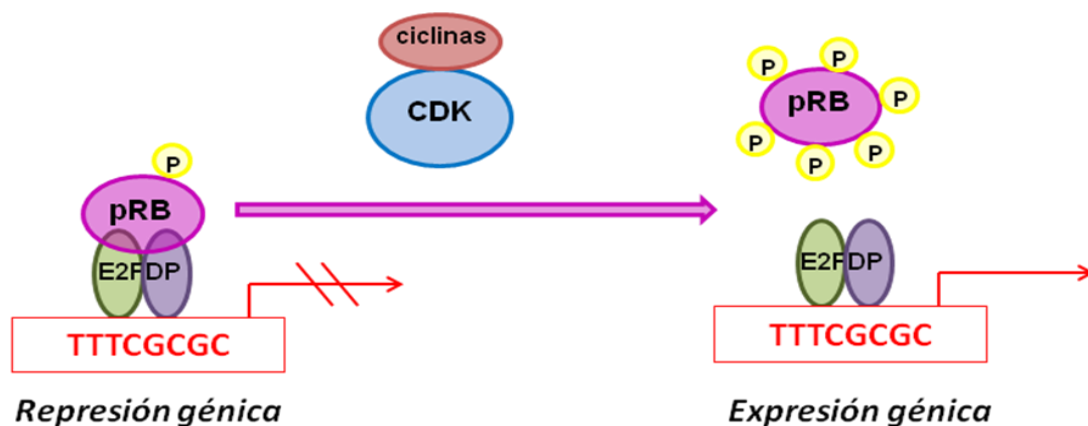 ciclinas
CDK
P
pRB
E2F DP
TTTCGCGC
Represión génica
P
P
P
P
P
P
pRB
E2F DP
TTTCGCGC
Expresión génica